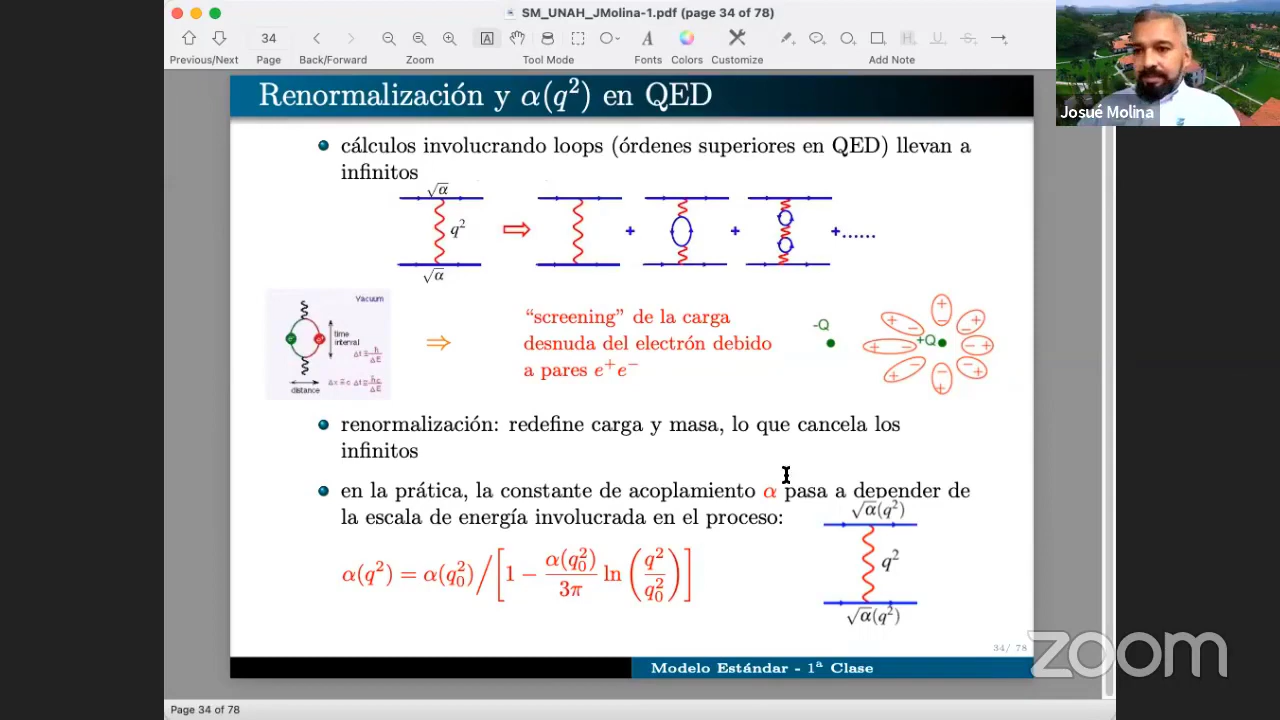 SM_UNAH_JMolina-1.pdf (page 34 of 78)
34
Previous/Next Page Back/Forward Zoom Tool Mode Fonts Colors Customize Add Note
Josué Molina
Renormalización y α(q²) en QED
cálculos involucrando loops (órdenes superiores en QED) llevan a
infinitos
√α
q²
+ + +......
√α
Vacuum
time
interval
distance
"screening" de la carga
desnuda del electrón debido
a pares e⁺e⁻
-Q
+Q
renormalización: redefine carga y masa, lo que cancela los
infinitos
en la prática, la constante de acoplamiento α pasa a depender de
la escala de energía involucrada en el proceso:
√α(q²)
q²
√α(q²)
α(q²) = α(q₀²) / [1 − α(q₀²)/3π ln (q²/q₀²)]
34/ 78
Modelo Estándar - 1ª Clase
zoom
Page 34 of 78